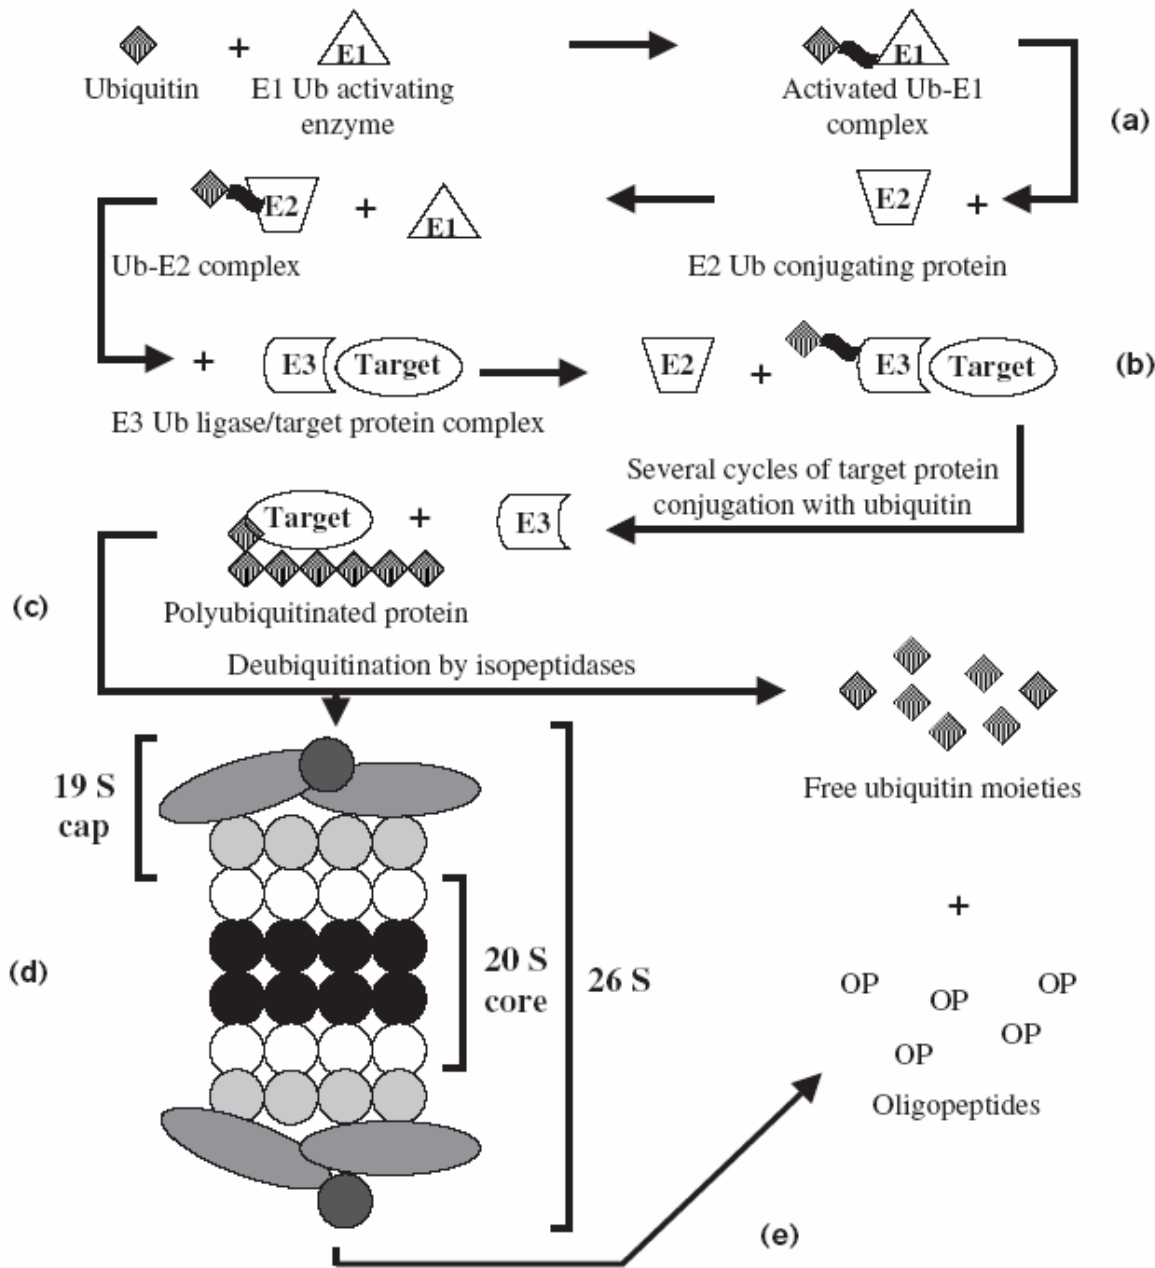 +
E1
E1
Ubiquitin
E1 Ub activating
enzyme
Activated Ub-E1
complex
(a)
E2
+
E1
E2
+
Ub-E2 complex
E2 Ub conjugating protein
+
E3
Target
E2
+
E3
Target
(b)
E3 Ub ligase/target protein complex
Several cycles of target protein
conjugation with ubiquitin
Target
+
E3
(c)
Polyubiquitinated protein
Deubiquitination by isopeptidases
19 S
cap
Free ubiquitin moieties
+
(d)
20 S
core
26 S
OP
OP
OP
OP
OP
Oligopeptides
(e)